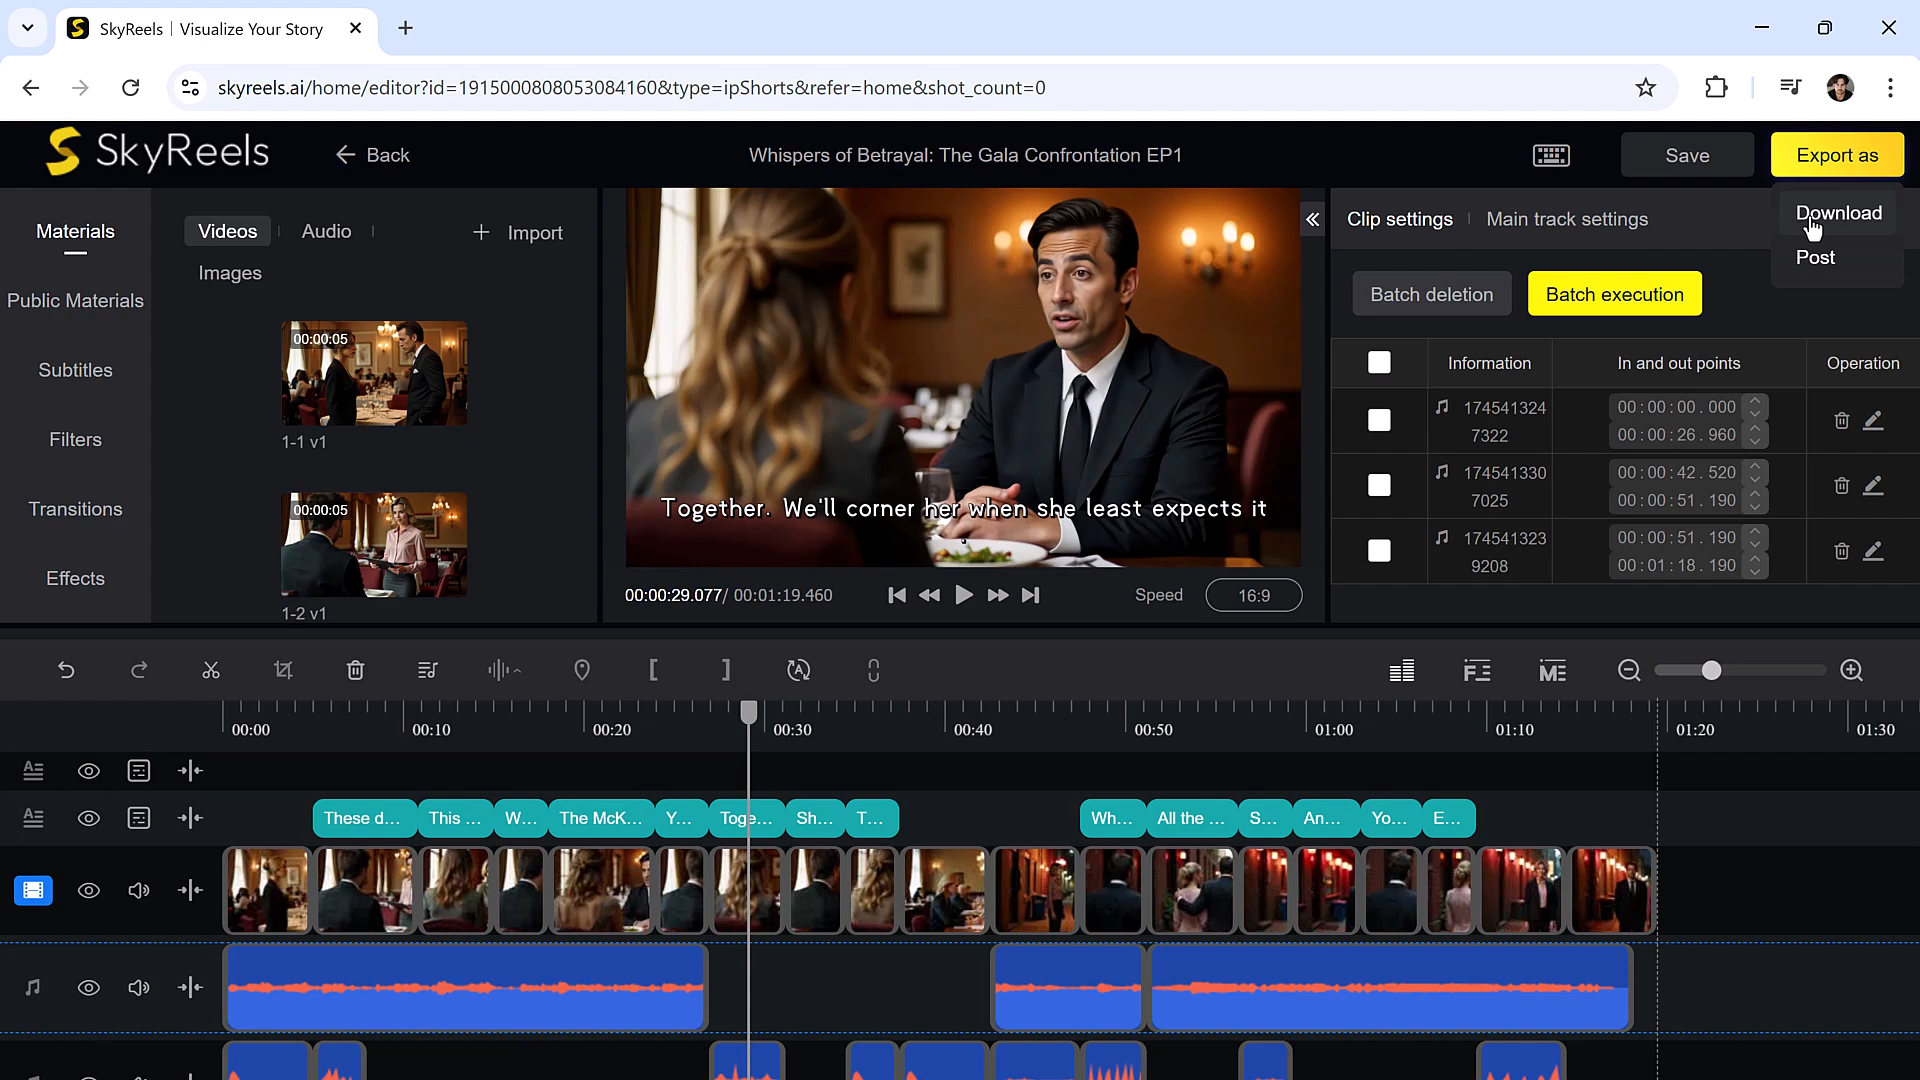 SkyReels | Visualize Your Story
skyreels.ai/home/editor?id=1915000808053084160&type=ipShorts&refer=home&shot_count=0
SkyReels
Back
Whispers of Betrayal: The Gala Confrontation EP1
Save
Export as
Download
Post
Materials
Public Materials
Subtitles
Filters
Transitions
Effects
Videos
Audio
Import
Images
00:00:05
1-1 v1
00:00:05
1-2 v1
Together. We'll corner her when she least expects it
00:00:29.077/ 00:01:19.460
Speed
16:9
Clip settings
Main track settings
Batch deletion
Batch execution
Information
In and out points
Operation
174541324
7322
00:00:00.000
00:00:26.960
174541330
7025
00:00:42.520
00:00:51.190
174541323
9208
00:00:51.190
00:01:18.190
00:00
00:10
00:20
00:30
00:40
00:50
01:00
01:10
01:20
01:30
These d...
This ...
W...
The McK...
Y...
Toge...
Sh...
T...
Wh...
All the ...
S...
An...
Yo...
E...